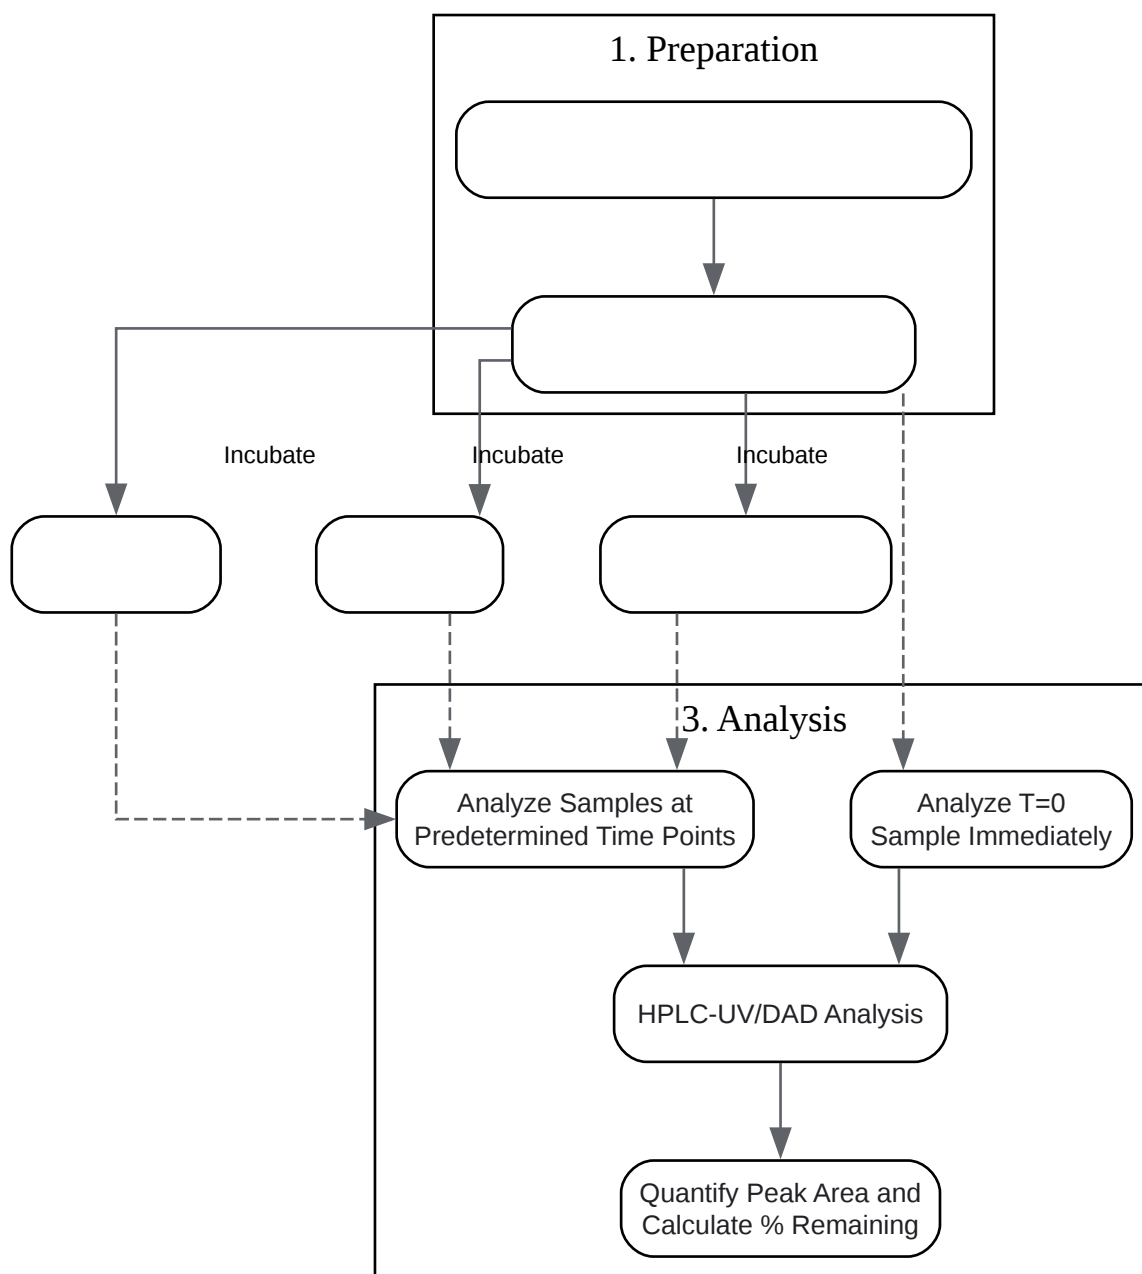 1. Preparation
Incubate
Incubate
Incubate
3. Analysis
Analyze Samples at
Predetermined Time Points
Analyze T=0
Sample Immediately
HPLC-UV/DAD Analysis
Quantify Peak Area and
Calculate % Remaining